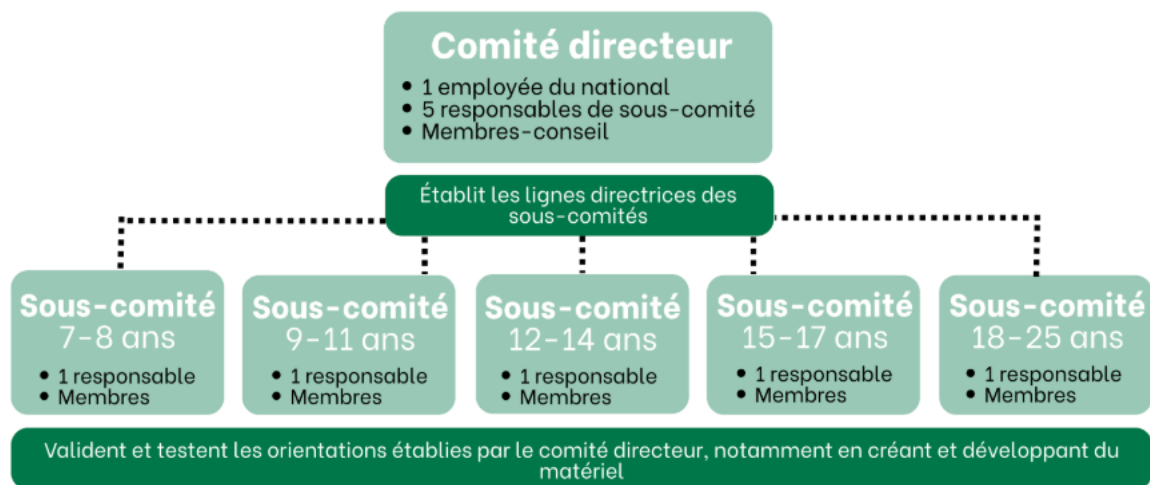 Comité directeur
• 1 employée du national
• 5 responsables de sous-comité
• Membres-conseil
Établit les lignes directrices des
sous-comités
Sous-comité
7-8 ans
• 1 responsable
• Membres
Sous-comité
9-11 ans
• 1 responsable
• Membres
Sous-comité
12-14 ans
• 1 responsable
• Membres
Sous-comité
15-17 ans
• 1 responsable
• Membres
Sous-comité
18-25 ans
• 1 responsable
• Membres
Valident et testent les orientations établies par le comité directeur, notamment en créant et développant du
matériel